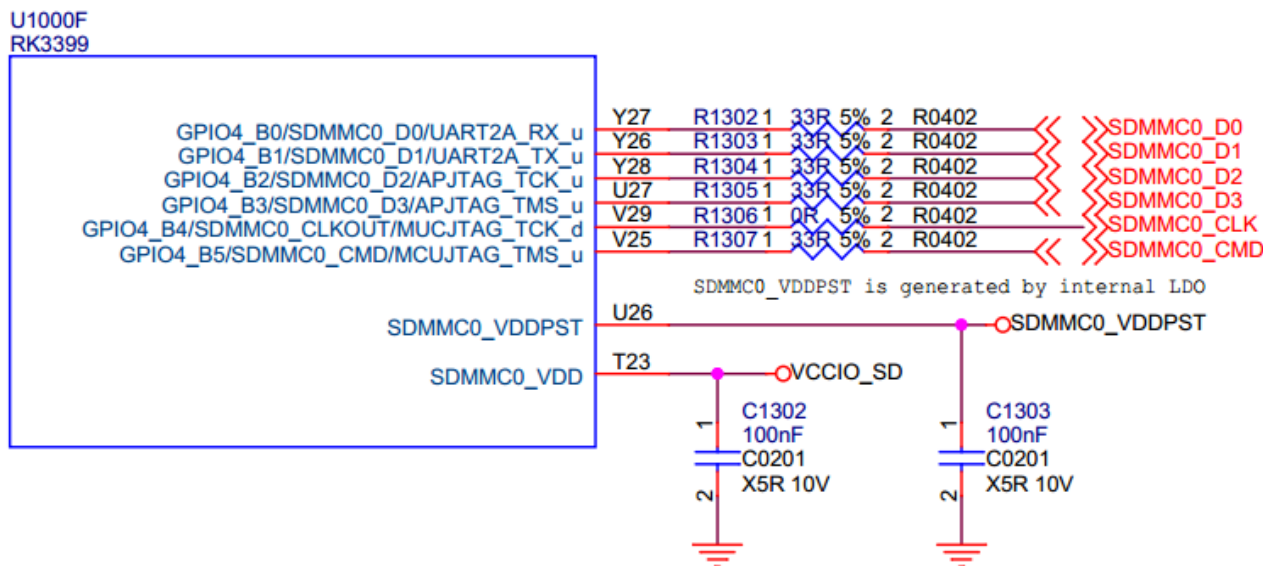 U1000F
RK3399
GPIO4_B0/SDMMC0_D0/UART2A_RX_u Y27 R1302 1 33R 5% 2 R0402 SDMMC0_D0
GPIO4_B1/SDMMC0_D1/UART2A_TX_u Y26 R1303 1 33R 5% 2 R0402 SDMMC0_D1
GPIO4_B2/SDMMC0_D2/APJTAG_TCK_u Y28 R1304 1 33R 5% 2 R0402 SDMMC0_D2
GPIO4_B3/SDMMC0_D3/APJTAG_TMS_u U27 R1305 1 33R 5% 2 R0402 SDMMC0_D3
GPIO4_B4/SDMMC0_CLKOUT/MUCJTAG_TCK_d V29 R1306 1 0R 5% 2 R0402 SDMMC0_CLK
GPIO4_B5/SDMMC0_CMD/MCUJTAG_TMS_u V25 R1307 1 33R 5% 2 R0402 SDMMC0_CMD
SDMMC0_VDDPST is generated by internal LDO
SDMMC0_VDDPST U26 SDMMC0_VDDPST
SDMMC0_VDD T23 VCCIO_SD
1 C1302 1 C1303
100nF 100nF
C0201 C0201
2 X5R 10V 2 X5R 10V